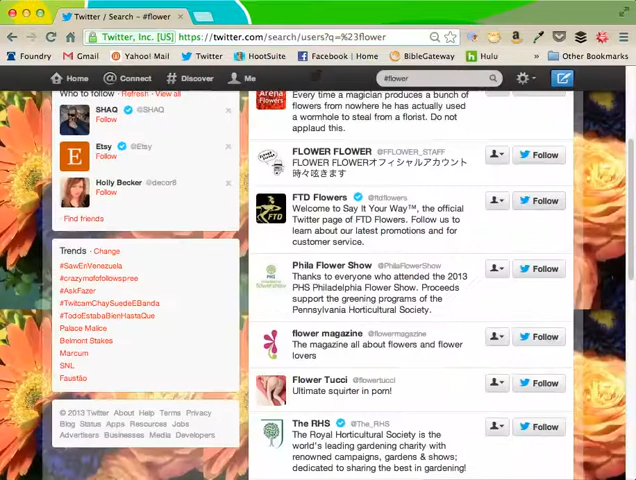 Twitter / Search - #flower
Twitter, Inc. [US] https://twitter.com/search/users?q=%23flower
Foundry Gmail Yahoo! Mail Twitter HootSuite Facebook | Home BibleGateway Hulu » Other Bookmarks
Home @ Connect # Discover Me #flower
Who to follow · Refresh · View all
SHAQ @SHAQ
Follow
Etsy @Etsy
Follow
Holly Becker @decor8
Follow
Find friends
Trends · Change
#SawEnVenezuela
#crazymofofollowspree
#AskFazer
#TwitcamChaySuedeEBanda
#TodoEstabaBienHastaQue
Palace Malice
Belmont Stakes
Marcum
SNL
Faustão
© 2013 Twitter About Help Terms Privacy
Blog Status Apps Resources Jobs
Advertisers Businesses Media Developers
Arena
Flowers
Every time a magician produces a bunch of
flowers from nowhere he has actually used
a wormhole to steal from a florist. Do not
applaud this.
FLOWER FLOWER @FFLOWER_STAFF
FLOWER FLOWERオフィシャルアカウント
時々呟きます
Follow
FTD
FTD Flowers @ftdflowers
Welcome to Say It Your Way™, the official
Twitter page of FTD Flowers. Follow us to
learn about our latest promotions and for
customer service.
Follow
Phila Flower Show @PhilaFlowerShow
Thanks to everyone who attended the 2013
PHS Philadelphia Flower Show. Proceeds
support the greening programs of the
Pennsylvania Horticultural Society.
Follow
flower magazine @flowermagazine
The magazine all about flowers and flower
lovers
Follow
Flower Tucci @flowertucci
Ultimate squirter in porn!
Follow
The RHS @The_RHS
The Royal Horticultural Society is the
world's leading gardening charity with
renowned campaigns, gardens & shows;
dedicated to sharing the best in gardening!
Follow